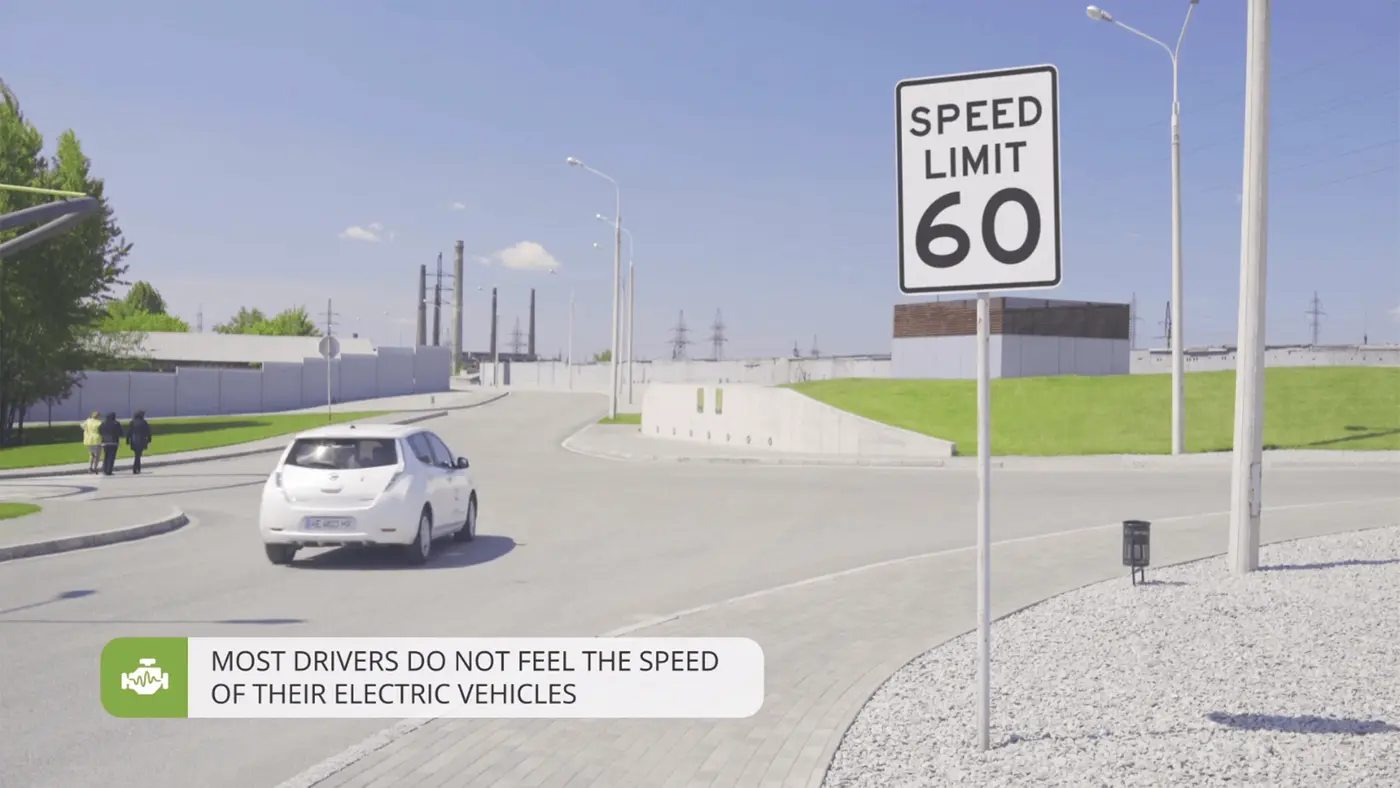 SPEED
LIMIT
60
MOST DRIVERS DO NOT FEEL THE SPEED
OF THEIR ELECTRIC VEHICLES